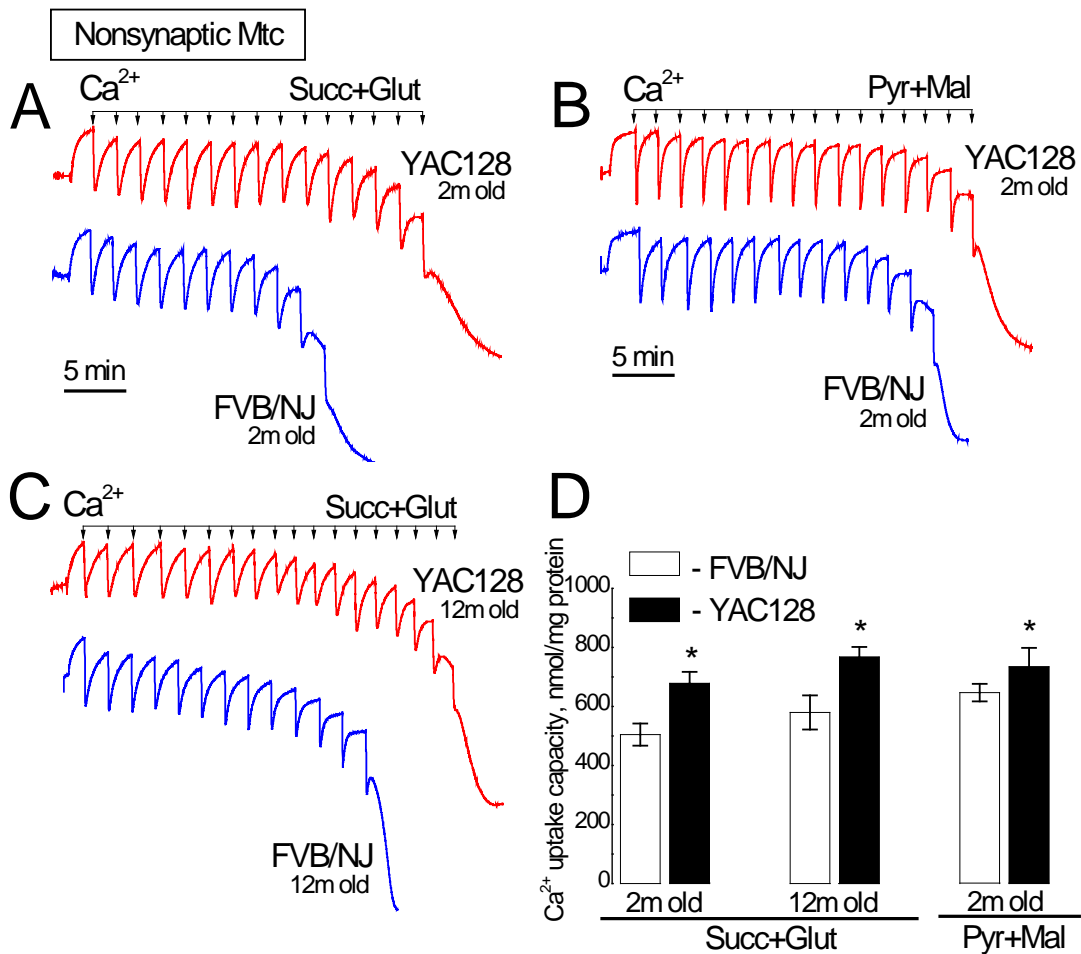 Nonsynaptic Mtc
A
Ca²⁺
Succ+Glut
YAC128
2m old
5 min
FVB/NJ
2m old
B
Ca²⁺
Pyr+Mal
YAC128
2m old
5 min
FVB/NJ
2m old
C
Ca²⁺
Succ+Glut
YAC128
12m old
FVB/NJ
12m old
D
- FVB/NJ
- YAC128
Ca²⁺ uptake capacity, nmol/mg protein
1000
800
600
400
200
0
*
*
*
2m old
12m old
2m old
Succ+Glut
Pyr+Mal